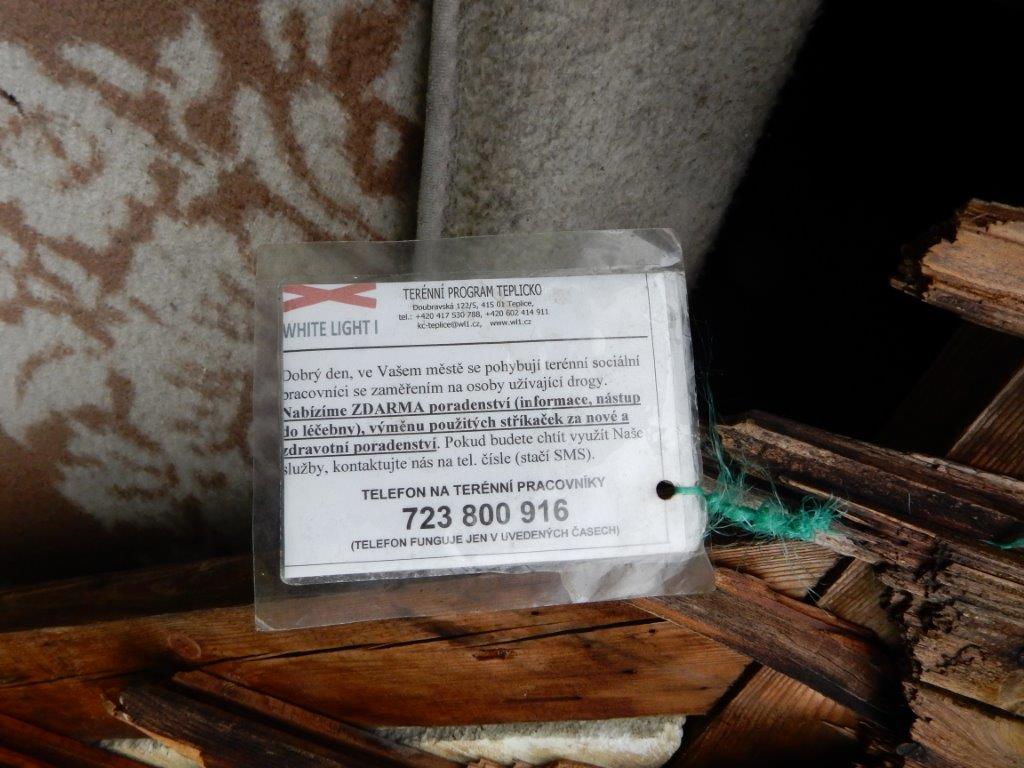 TERÉNNÍ PROGRAM TEPLICKO
Doubravská 122/5, 415 01 Teplice,
tel.: +420 417 530 788, +420 602 414 911
kc-teplice@wl1.cz, www.wl1.cz
WHITE LIGHT I
Dobrý den, ve Vašem městě se pohybují terénní sociální
pracovníci se zaměřením na osoby užívající drogy.
Nabízíme ZDARMA poradenství (informace, nástup
do léčebny), výměnu použitých stříkaček za nové a
zdravotní poradenství. Pokud budete chtít využít Naše
služby, kontaktujte nás na tel. čísle (stačí SMS).
TELEFON NA TERÉNNÍ PRACOVNÍKY
723 800 916
(TELEFON FUNGUJE JEN V UVEDENÝCH ČASECH)